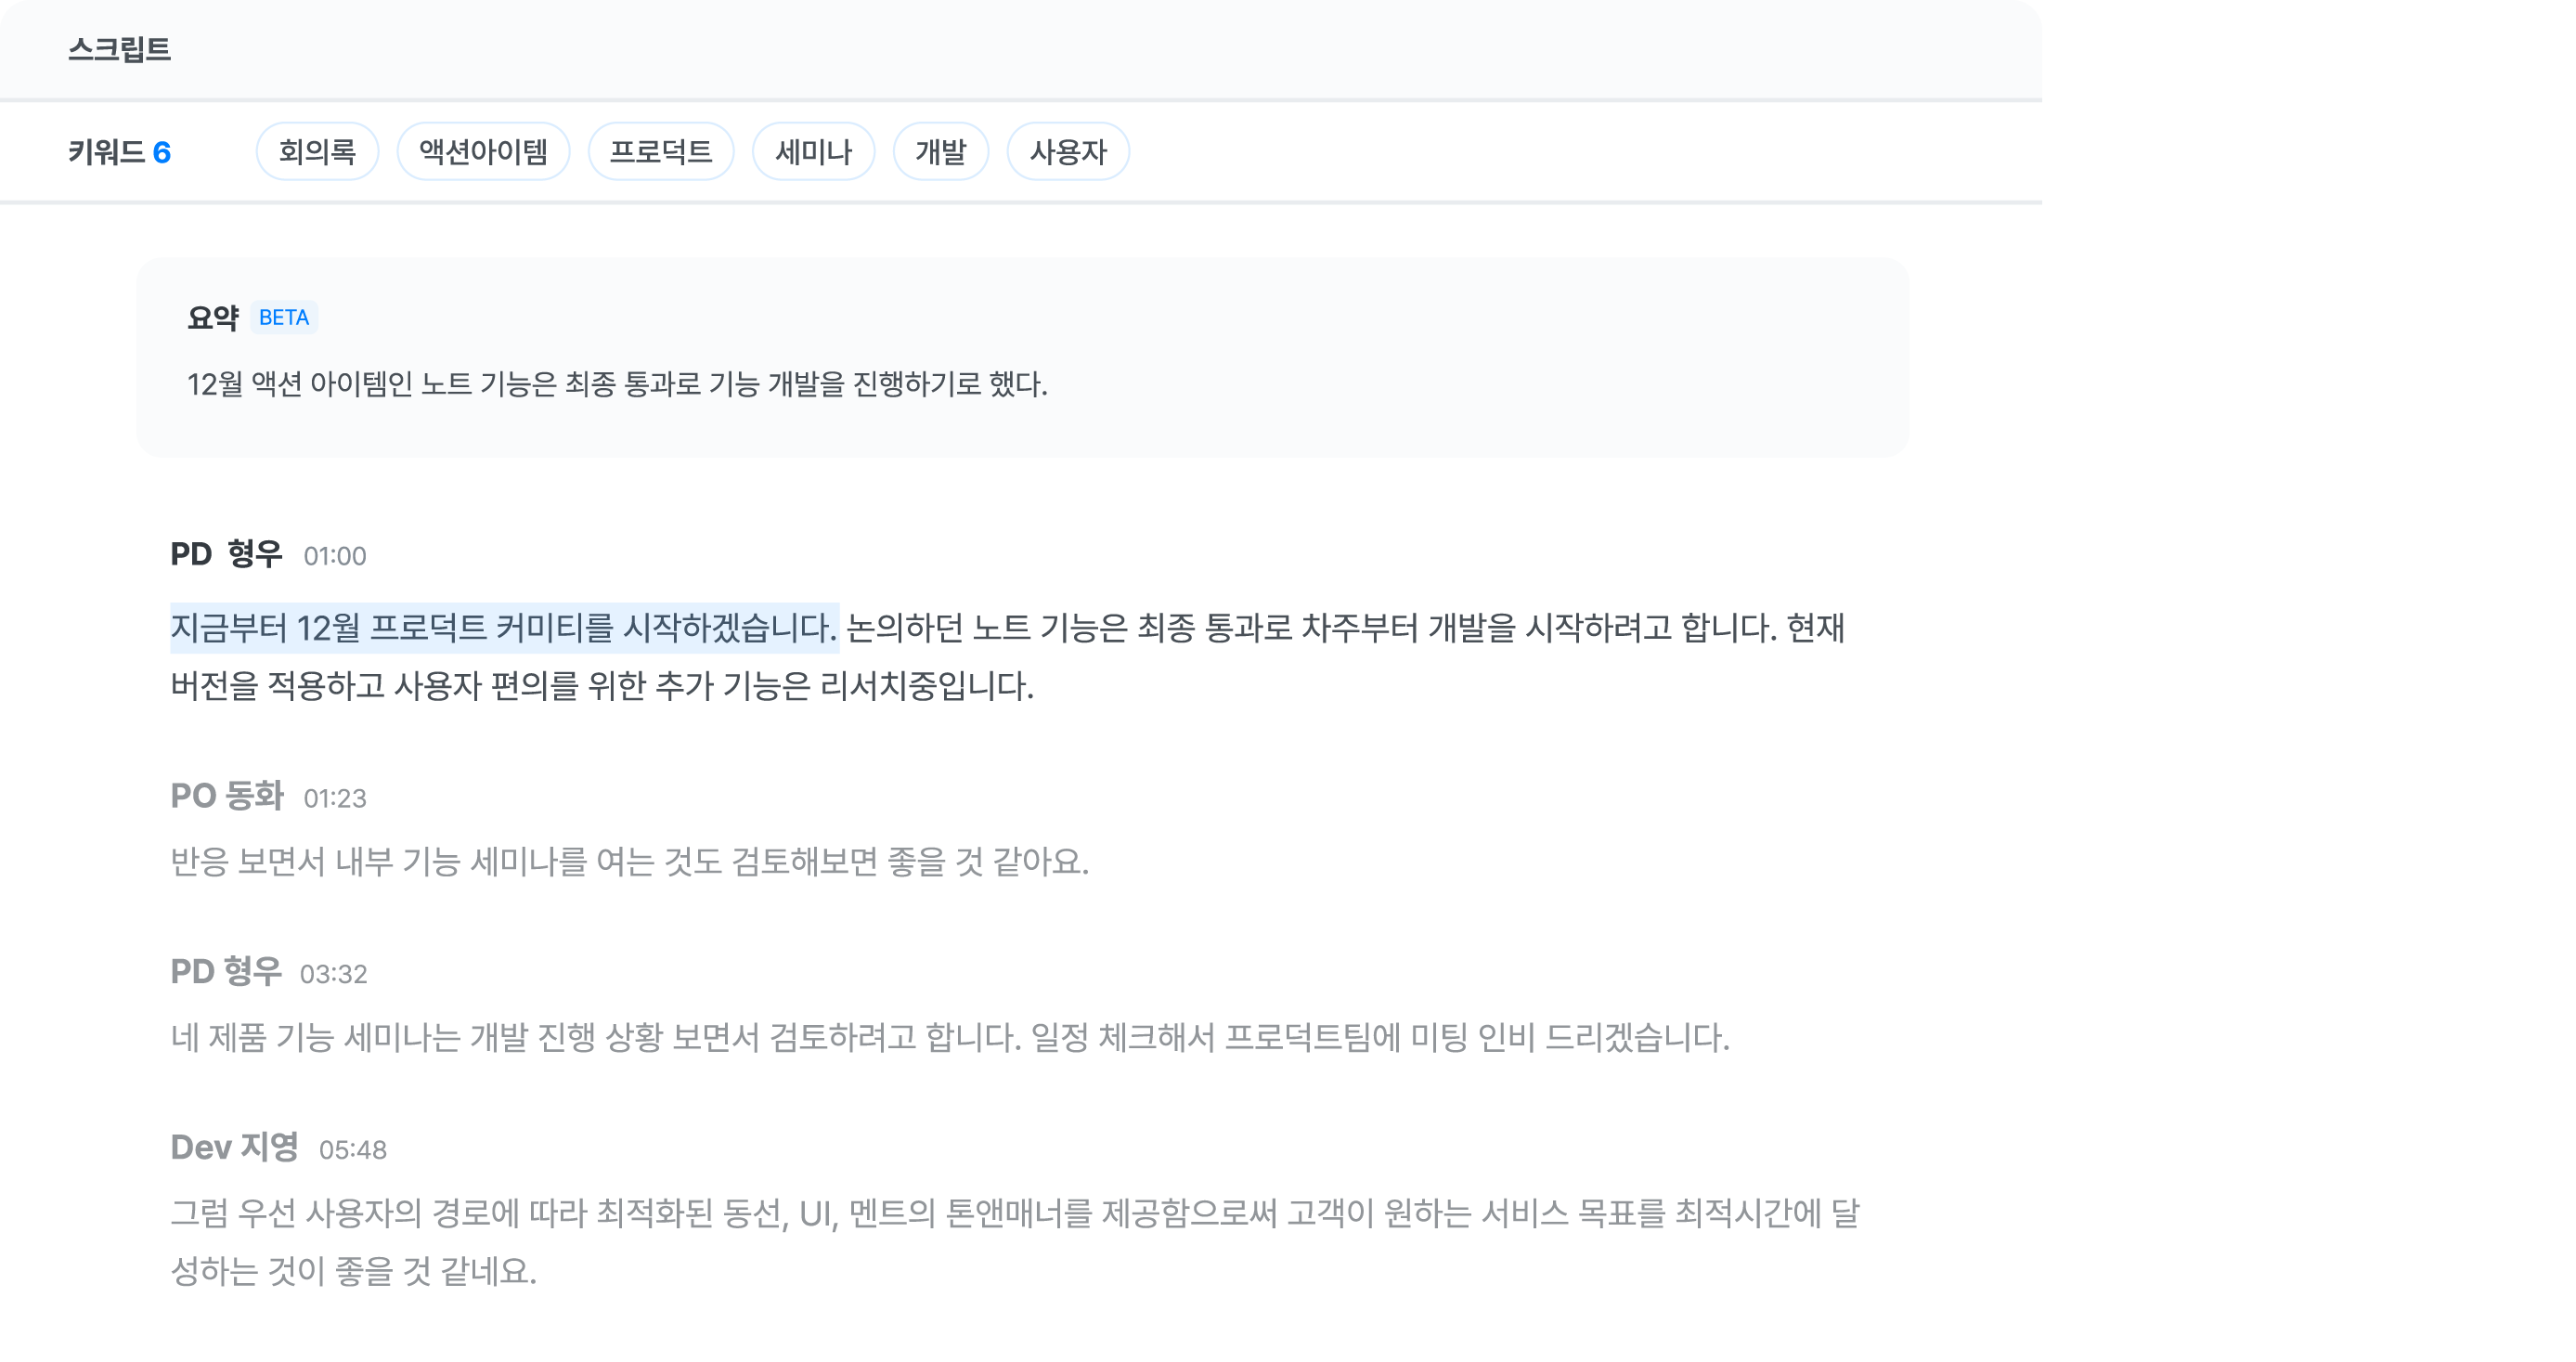 스크립트
키워드 6 회의록 액션아이템 프로덕트 세미나 개발 사용자
요약 BETA
12월 액션 아이템인 노트 기능은 최종 통과로 기능 개발을 진행하기로 했다.
PD 형우 01:00
지금부터 12월 프로덕트 커미티를 시작하겠습니다. 논의하던 노트 기능은 최종 통과로 차주부터 개발을 시작하려고 합니다. 현재
버전을 적용하고 사용자 편의를 위한 추가 기능은 리서치중입니다.
PO 동화 01:23
반응 보면서 내부 기능 세미나를 여는 것도 검토해보면 좋을 것 같아요.
PD 형우 03:32
네 제품 기능 세미나는 개발 진행 상황 보면서 검토하려고 합니다. 일정 체크해서 프로덕트팀에 미팅 인비 드리겠습니다.
Dev 지영 05:48
그럼 우선 사용자의 경로에 따라 최적화된 동선, UI, 멘트의 톤앤매너를 제공함으로써 고객이 원하는 서비스 목표를 최적시간에 달
성하는 것이 좋을 것 같네요.